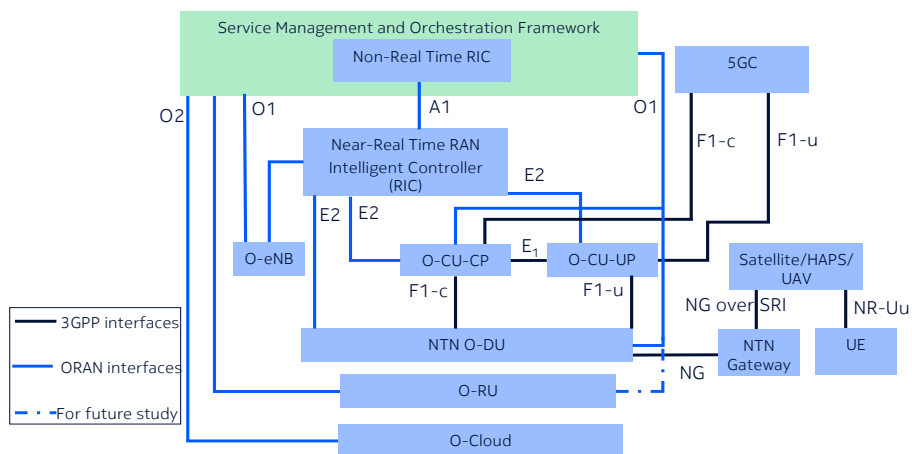 Service Management and Orchestration Framework
Non-Real Time RIC
5GC
O2
O1
A1
O1
F1-c
F1-u
Near-Real Time RAN
Intelligent Controller
(RIC)
E2
E2
E2
O-eNB
O-CU-CP
E1
O-CU-UP
Satellite/HAPS/
UAV
F1-c
F1-u
NG over SRI
NR-Uu
3GPP interfaces
ORAN interfaces
For future study
NTN O-DU
NG
NTN
Gateway
UE
O-RU
O-Cloud